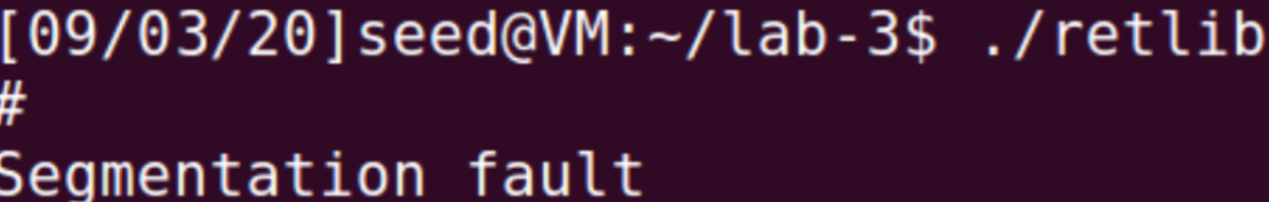 [09/03/20]seed@VM:~/lab-3$ ./retlib
#
Segmentation fault